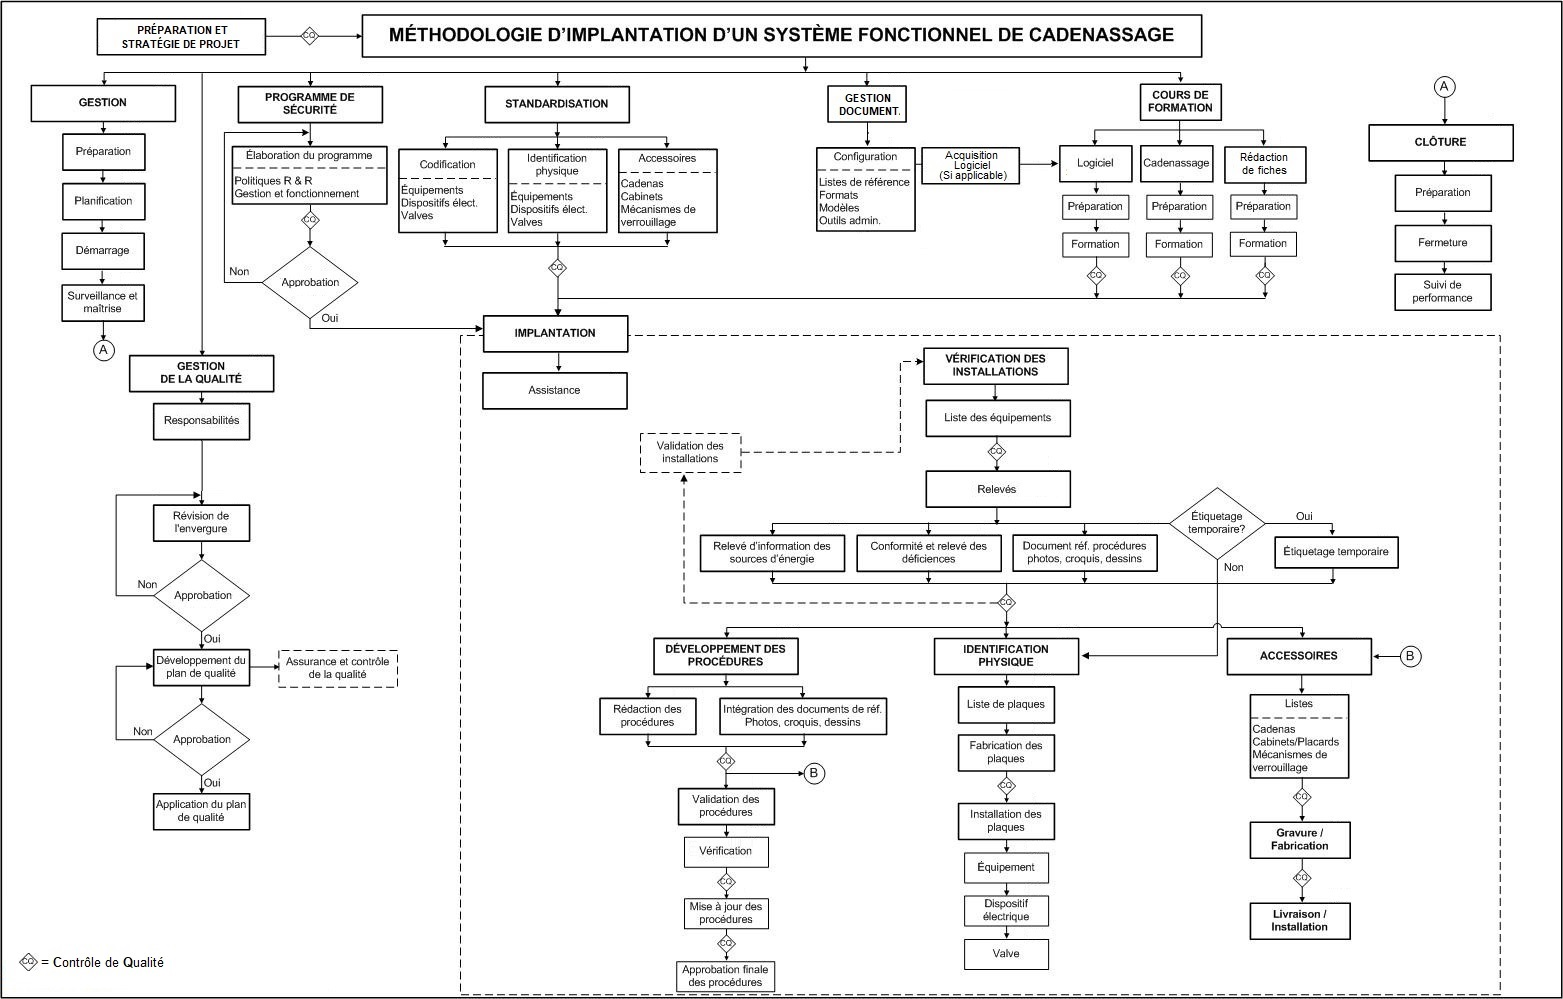 PRÉPARATION ET
STRATÉGIE DE PROJET
CQ
MÉTHODOLOGIE D'IMPLANTATION D'UN SYSTÈME FONCTIONNEL DE CADENASSAGE
GESTION
Préparation
Planification
Démarrage
Surveillance et
maîtrise
A
GESTION
DE LA QUALITÉ
Responsabilités
Révision de
l'envergure
Non
Approbation
Oui
Développement du
plan de qualité
Assurance et contrôle
de la qualité
Non
Approbation
Oui
Application du plan
de qualité
PROGRAMME DE
SÉCURITÉ
Élaboration du programme
Politiques R & R
Gestion et fonctionnement
CQ
Non
Approbation
Oui
STANDARDISATION
Codification
Équipements
Dispositifs élect.
Valves
Identification
physique
Équipements
Dispositifs élect.
Valves
Accessoires
Cadenas
Cabinets
Mécanismes de
verrouillage
CQ
GESTION
DOCUMENT.
Configuration
Listes de référence
Formats
Modèles
Outils admin.
Acquisition
Logiciel
(Si applicable)
COURS DE
FORMATION
Logiciel
Préparation
Formation
CQ
Cadenassage
Préparation
Formation
CQ
Rédaction
de fiches
Préparation
Formation
CQ
A
CLÔTURE
Préparation
Fermeture
Suivi de
performance
IMPLANTATION
Assistance
VÉRIFICATION DES
INSTALLATIONS
Liste des équipements
CQ
Validation des
installations
Relevés
Relevé d'information des
sources d'énergie
Conformité et relevé des
déficiences
Document réf. procédures
photos, croquis, dessins
Étiquetage
temporaire?
Oui
Non
Étiquetage temporaire
CQ
DÉVELOPPEMENT DES
PROCÉDURES
Rédaction des
procédures
Intégration des documents de réf.
Photos, croquis, dessins
CQ
B
Validation des
procédures
Vérification
CQ
Mise à jour des
procédures
CQ
Approbation finale
des procédures
IDENTIFICATION
PHYSIQUE
Liste de plaques
Fabrication des
plaques
CQ
Installation des
plaques
Équipement
Dispositif
électrique
Valve
ACCESSOIRES
B
Listes
Cadenas
Cabinets/Placards
Mécanismes de
verrouillage
CQ
Gravure /
Fabrication
CQ
Livraison /
Installation
CQ = Contrôle de Qualité